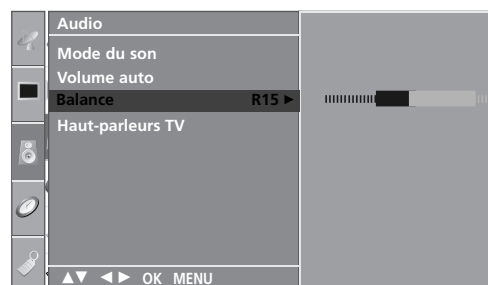 Audio
Mode du son
Volume auto
Balance R15 ►
Haut-parleurs TV
▲▼ ◄► OK MENU